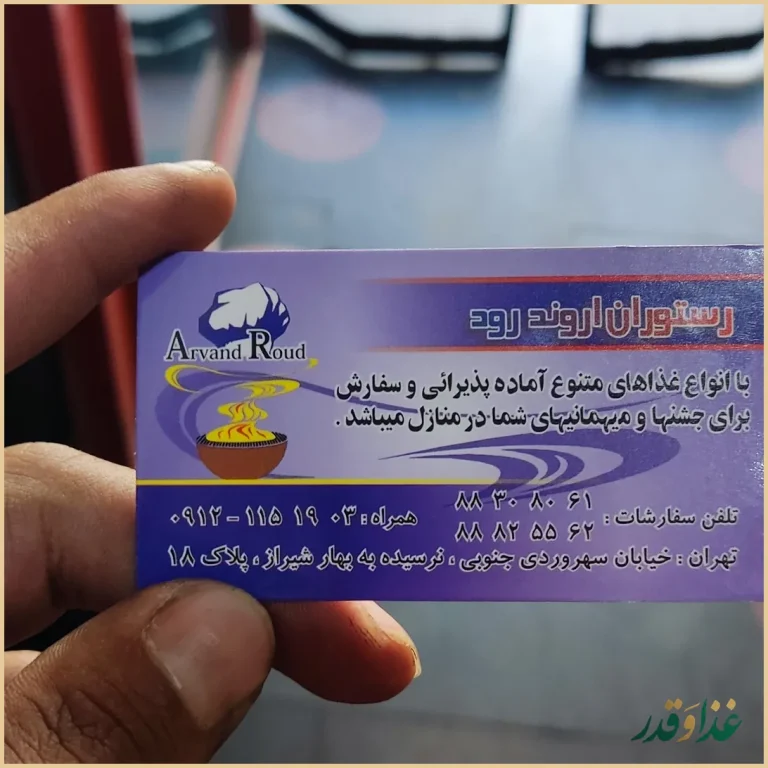 رستوران اروند رود
Arvand Roud
با انواع غذاهای متنوع آماده پذیرائی و سفارش
برای جشنها و میهمانیهای شما در منازل میباشد .
تلفن سفارشات : ۸۸ ۳۰ ۸۰ ۶۱
۸۸ ۸۲ ۵۵ ۶۲
همراه : ۰۳ ۱۹ ۱۱۵ - ۰۹۱۲
تهران : خیابان سهروردی جنوبی ، نرسیده به بهار شیراز ، پلاک ۱۸
غذا و قدر